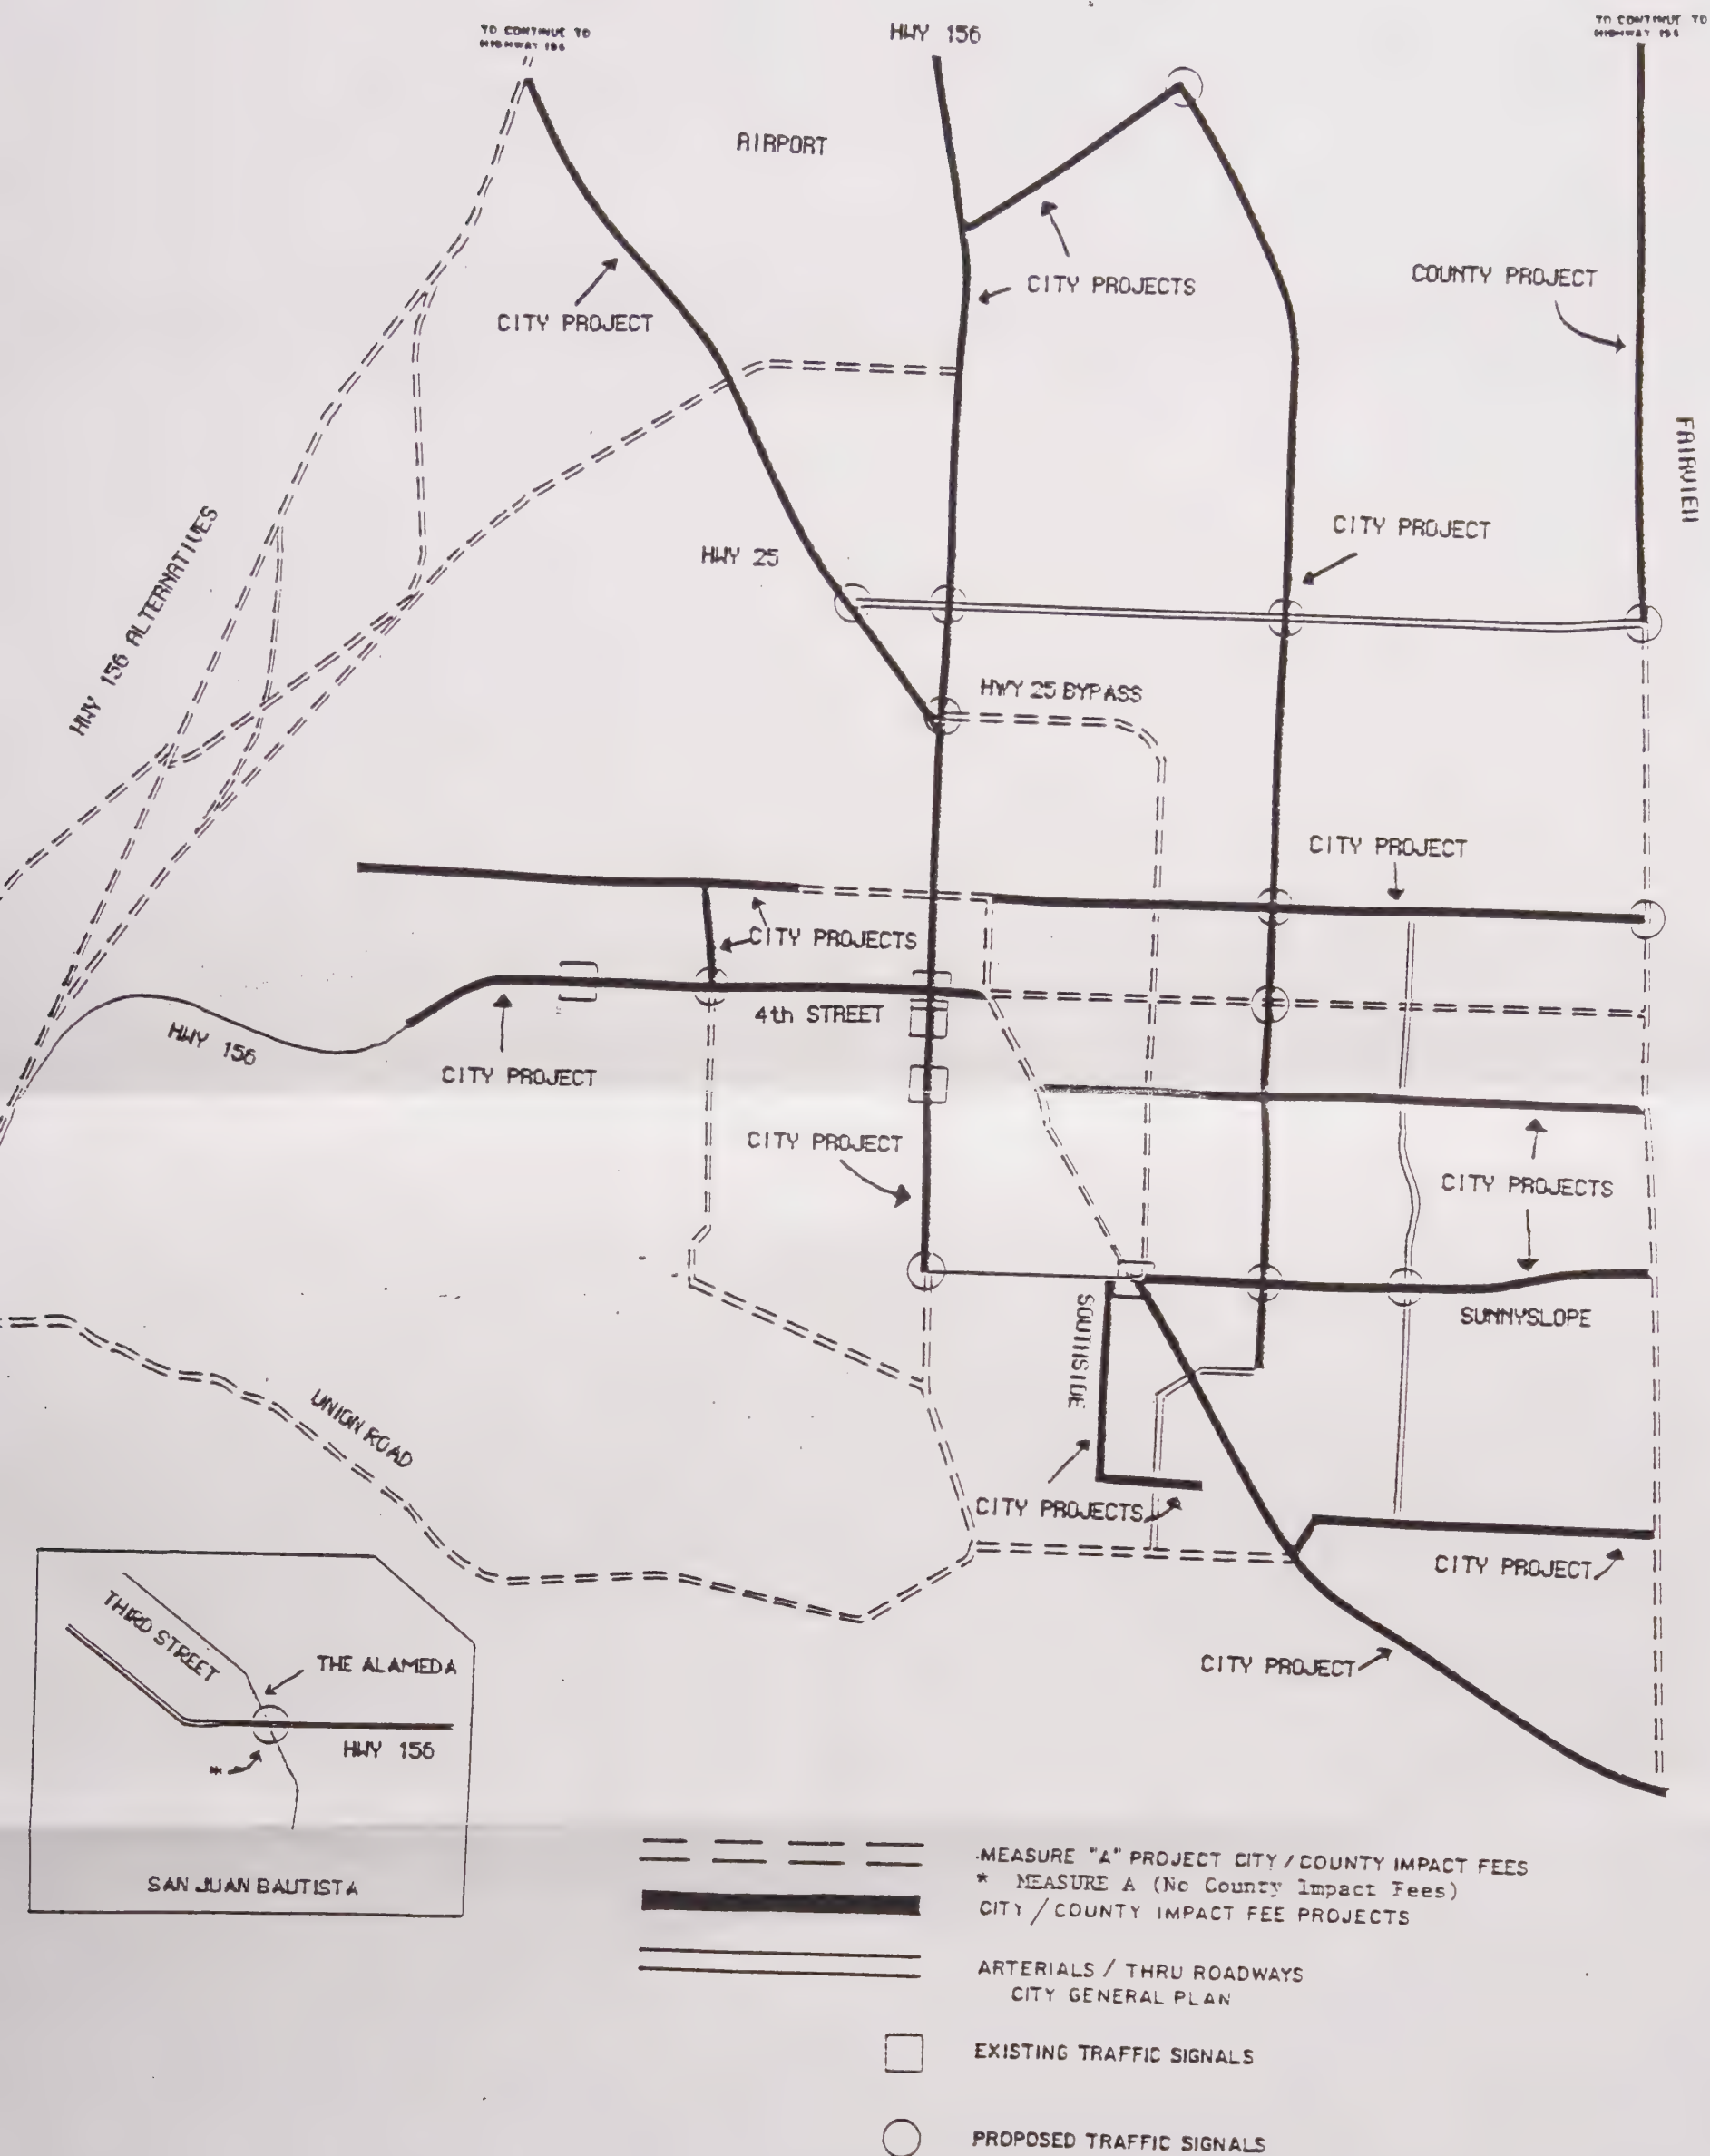 TO CONTINUE TO
HIGHWAY 156
HWY 156
TO CONTINUE TO
HIGHWAY 156
AIRPORT
CITY PROJECTS
COUNTY PROJECT
CITY PROJECT
FAIRVIEW
HWY 156 ALTERNATIVES
HWY 25
CITY PROJECT
HWY 25 BYPASS
CITY PROJECT
CITY PROJECTS
4th STREET
HWY 156
CITY PROJECT
CITY PROJECT
CITY PROJECTS
SOUTHSIDE
SUNNYSLOPE
UNION ROAD
CITY PROJECTS
CITY PROJECT
CITY PROJECT
THIRD STREET
THE ALAMEDA
HWY 156
*
SAN JUAN BAUTISTA
MEASURE "A" PROJECT CITY / COUNTY IMPACT FEES
* MEASURE A (No County Impact Fees)
CITY / COUNTY IMPACT FEE PROJECTS
ARTERIALS / THRU ROADWAYS
CITY GENERAL PLAN
EXISTING TRAFFIC SIGNALS
PROPOSED TRAFFIC SIGNALS